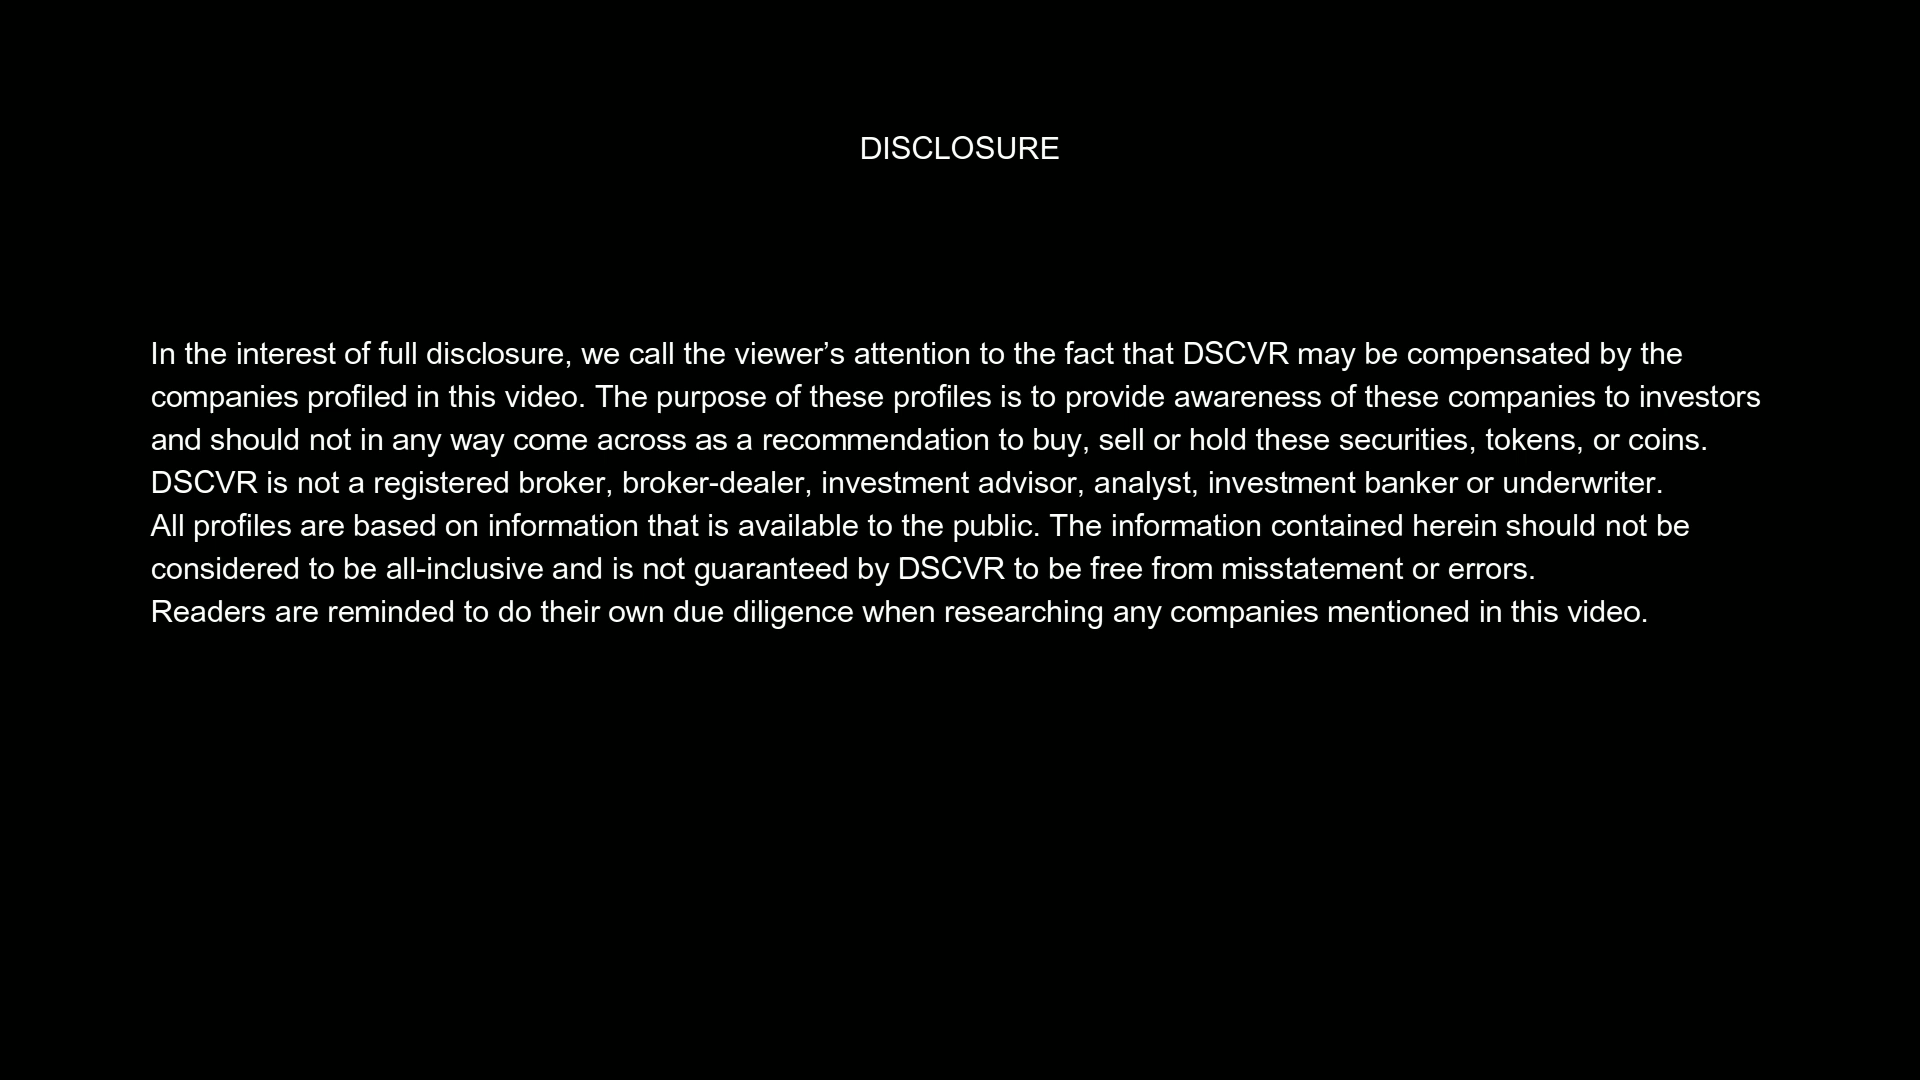 DISCLOSURE
In the interest of full disclosure, we call the viewer’s attention to the fact that DSCVR may be compensated by the
companies profiled in this video. The purpose of these profiles is to provide awareness of these companies to investors
and should not in any way come across as a recommendation to buy, sell or hold these securities, tokens, or coins.
DSCVR is not a registered broker, broker-dealer, investment advisor, analyst, investment banker or underwriter.
All profiles are based on information that is available to the public. The information contained herein should not be
considered to be all-inclusive and is not guaranteed by DSCVR to be free from misstatement or errors.
Readers are reminded to do their own due diligence when researching any companies mentioned in this video.